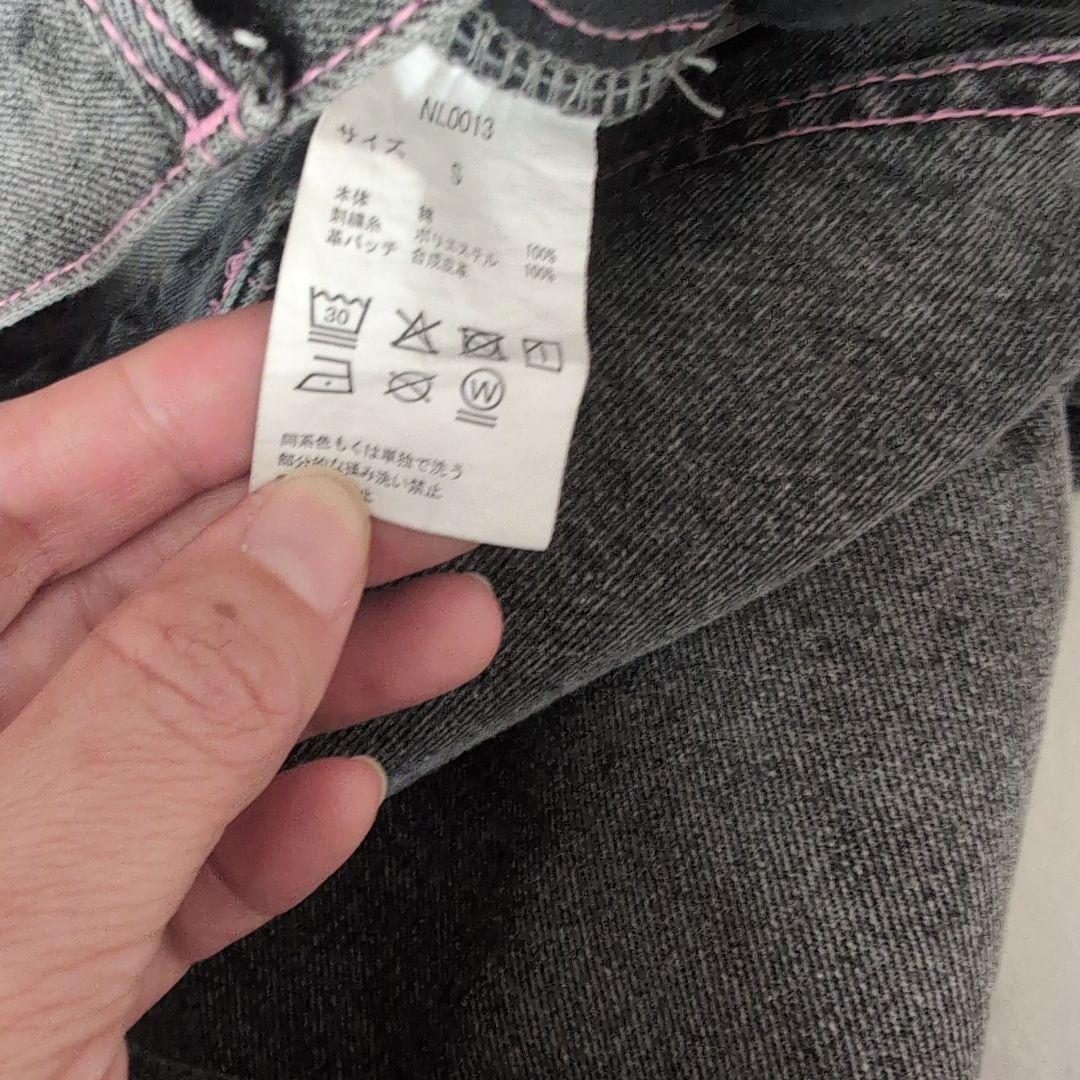 NL0013
サイズ S
本体 綿
刺繍糸 ポリエステル 100%
革パッチ 合成皮革 100%
30
W
同系色もくは単独で洗う
部分的な揉み洗い禁止
止